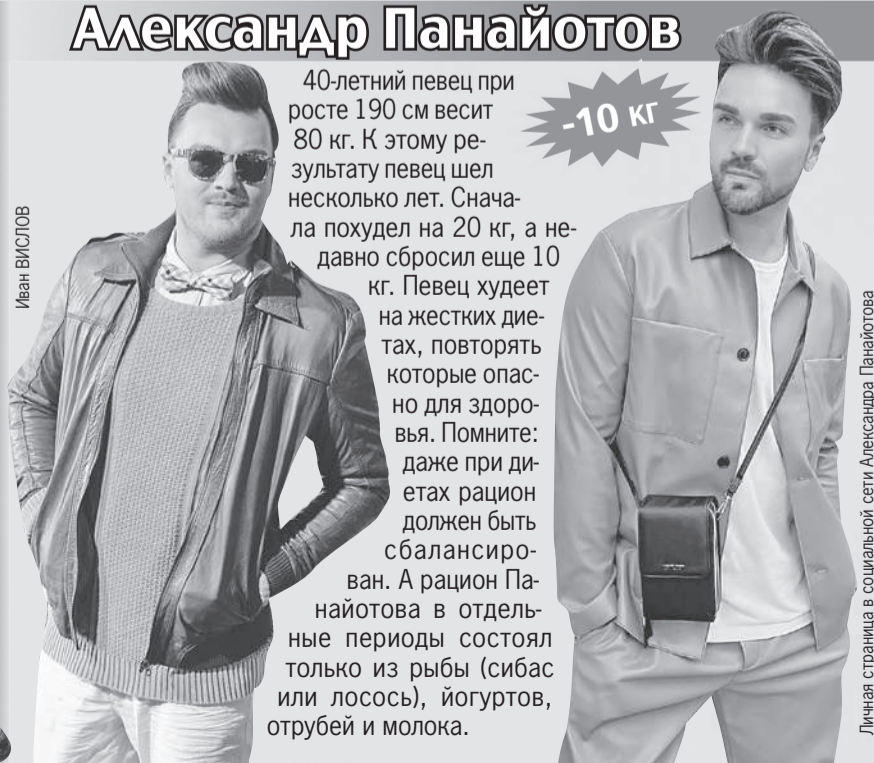 Александр Панайотов
40-летний певец при
росте 190 см весит
80 кг. К этому ре-
зультату певец шел
несколько лет. Снача-
ла похудел на 20 кг, а не-
давно сбросил еще 10
кг. Певец худеет
на жестких дие-
тах, повторять
которые опас-
но для здоро-
вья. Помните:
даже при ди-
етах рацион
должен быть
сбалансиро-
ван. А рацион Па-
найотова в отдель-
ные периоды состоял
только из рыбы (сибас
или лосось), йогуртов,
отрубей и молока.
-10 кг
Иван ВИСЛОВ
Личная страница в социальной сети Александра Панайотова